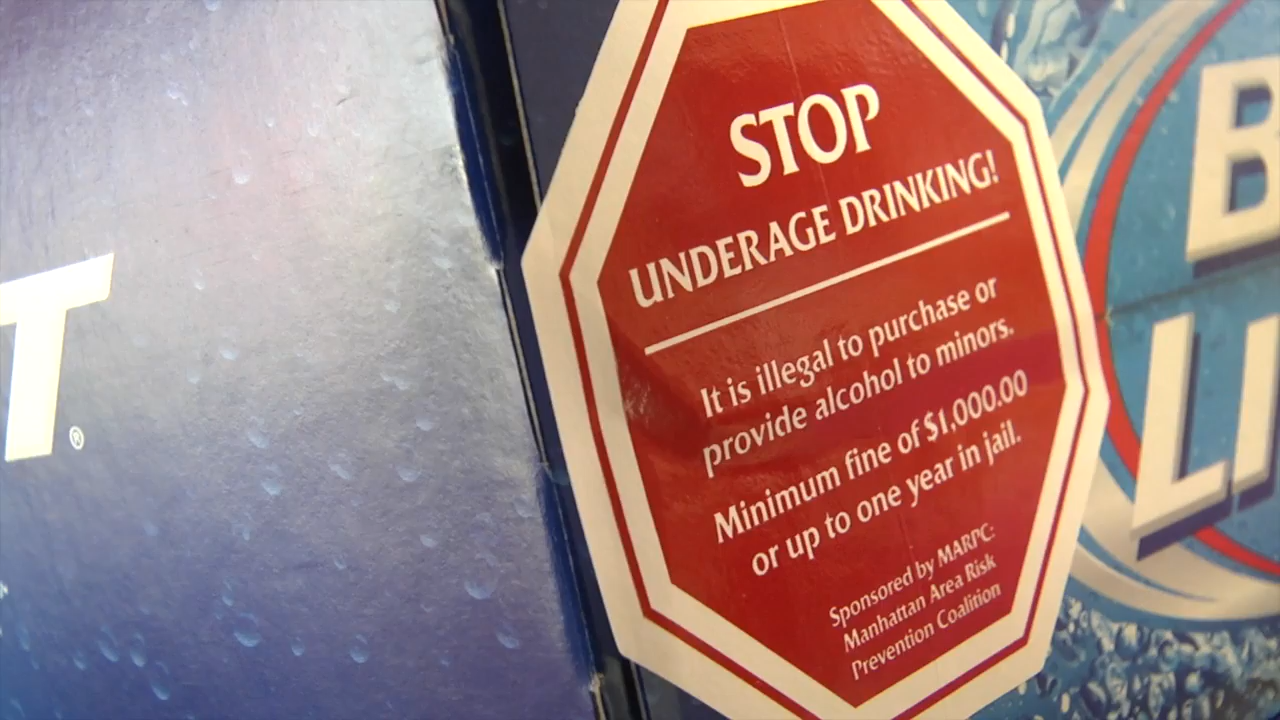 T®
STOP
UNDERAGE DRINKING!
It is illegal to purchase or
provide alcohol to minors.
Minimum fine of $1,000.00
or up to one year in jail.
Sponsored by MARPC:
Manhattan Area Risk
Prevention Coalition
B
LI